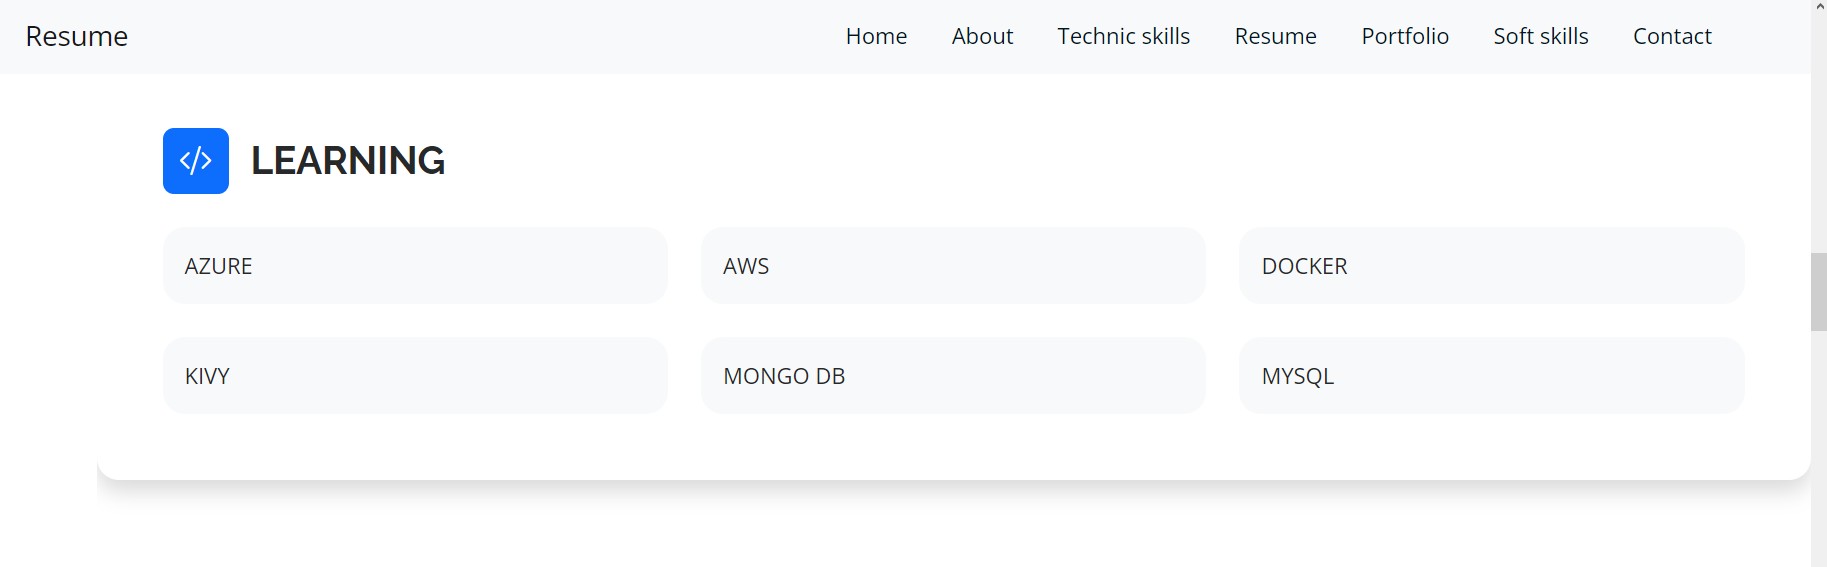 Resume Home About Technic skills Resume Portfolio Soft skills Contact
LEARNING
AZURE AWS DOCKER
KIVY MONGO DB MYSQL